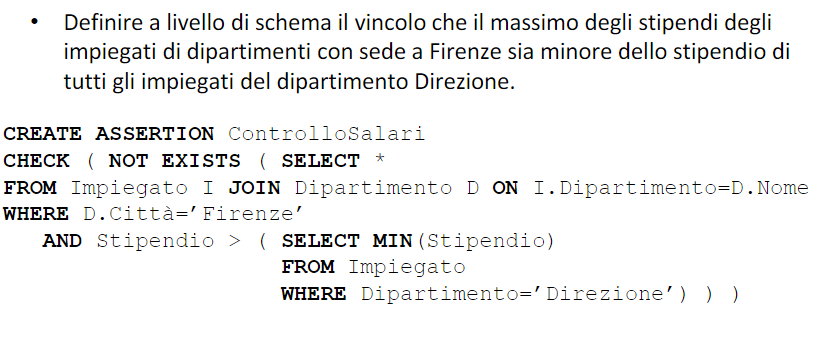 • Definire a livello di schema il vincolo che il massimo degli stipendi degli
impiegati di dipartimenti con sede a Firenze sia minore dello stipendio di
tutti gli impiegati del dipartimento Direzione.
CREATE ASSERTION ControlloSalari
CHECK ( NOT EXISTS ( SELECT *
FROM Impiegato I JOIN Dipartimento D ON I.Dipartimento=D.Nome
WHERE D.Città=’Firenze’
AND Stipendio > ( SELECT MIN(Stipendio)
FROM Impiegato
WHERE Dipartimento=’Direzione’) ) )